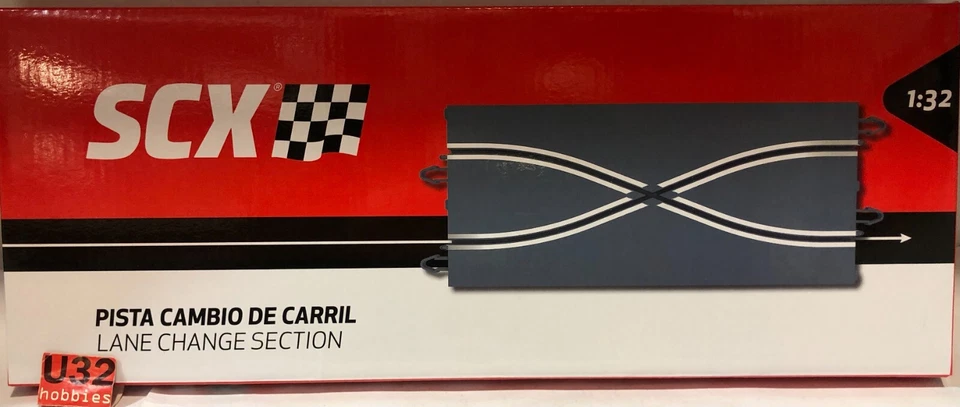 SCX®
1:32
PISTA CAMBIO DE CARRIL
LANE CHANGE SECTION
U32
hobbies